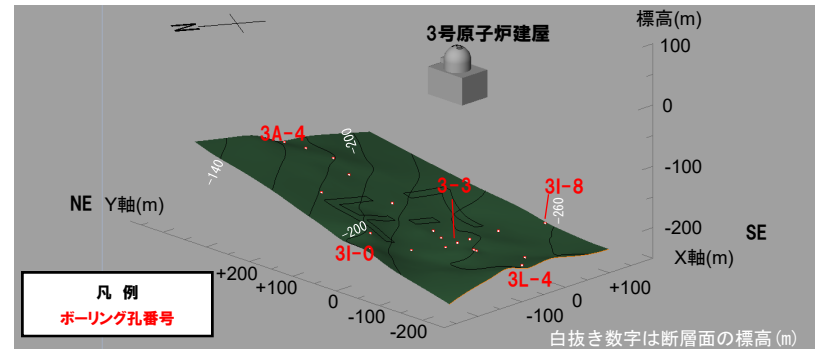 N
3号原子炉建屋
標高(m)
100
0
-100
-200
X軸(m)
3A-4
-200
-140
3-3
3I-8
-260
NE
Y軸(m)
SE
-200
3I-0
3L-4
+200
+100
0
-100
-200
-100
0
+100
凡 例
ボーリング孔番号
白抜き数字は断層面の標高(m)